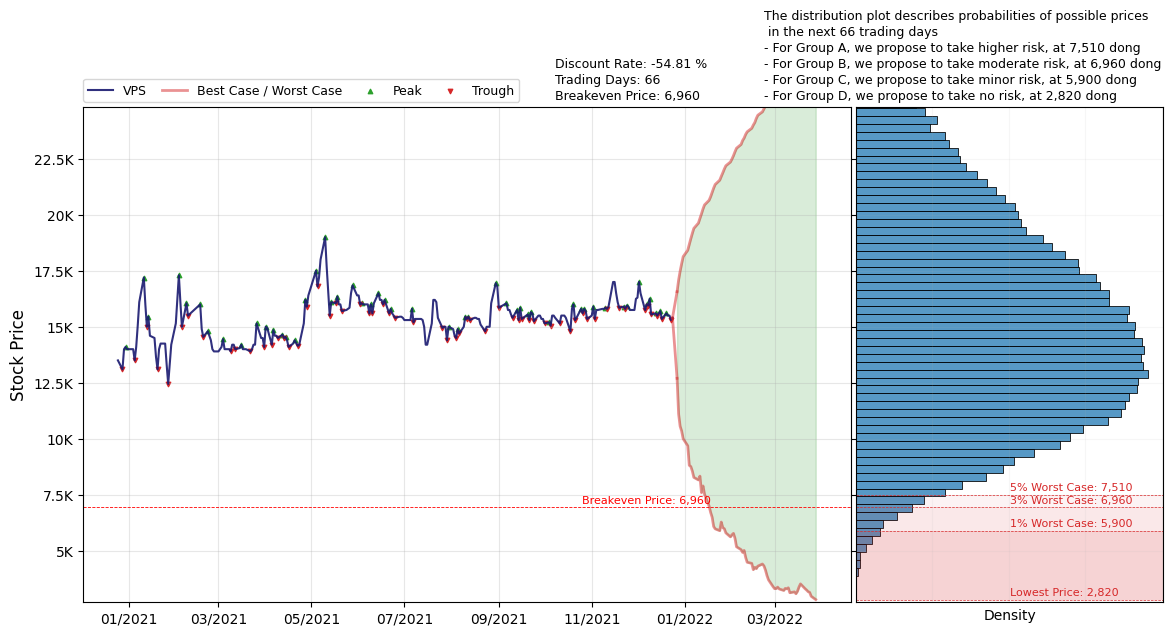 The distribution plot describes probabilities of possible prices
in the next 66 trading days
- For Group A, we propose to take higher risk, at 7,510 dong
- For Group B, we propose to take moderate risk, at 6,960 dong
- For Group C, we propose to take minor risk, at 5,900 dong
- For Group D, we propose to take no risk, at 2,820 dong
Discount Rate: -54.81 %
Trading Days: 66
Breakeven Price: 6,960
VPS
Best Case / Worst Case
Peak
Trough
Stock Price
22.5K
20K
17.5K
15K
12.5K
10K
7.5K
5K
Breakeven Price: 6,960
01/2021
03/2021
05/2021
07/2021
09/2021
11/2021
01/2022
03/2022
5% Worst Case: 7,510
3% Worst Case: 6,960
1% Worst Case: 5,900
Lowest Price: 2,820
Density